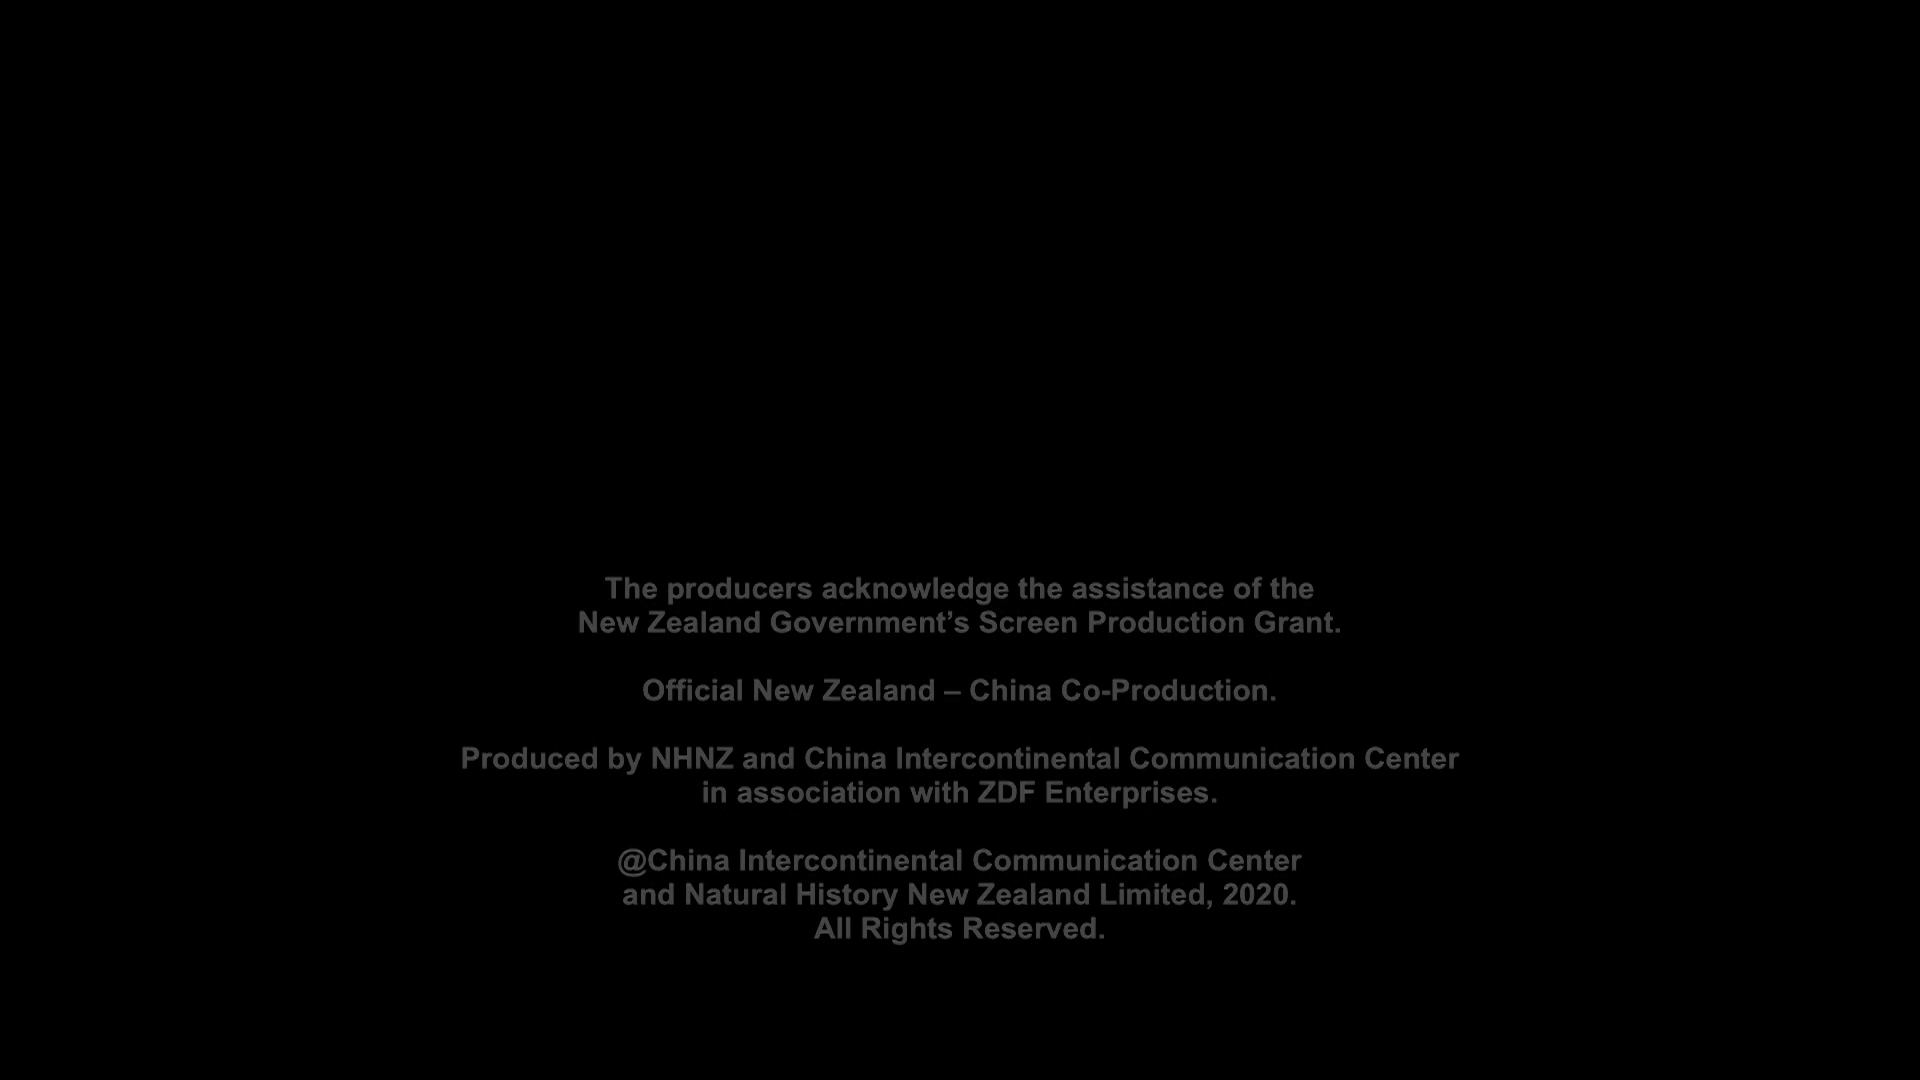 The producers acknowledge the assistance of the
New Zealand Government’s Screen Production Grant.
Official New Zealand – China Co-Production.
Produced by NHNZ and China Intercontinental Communication Center
in association with ZDF Enterprises.
@China Intercontinental Communication Center
and Natural History New Zealand Limited, 2020.
All Rights Reserved.